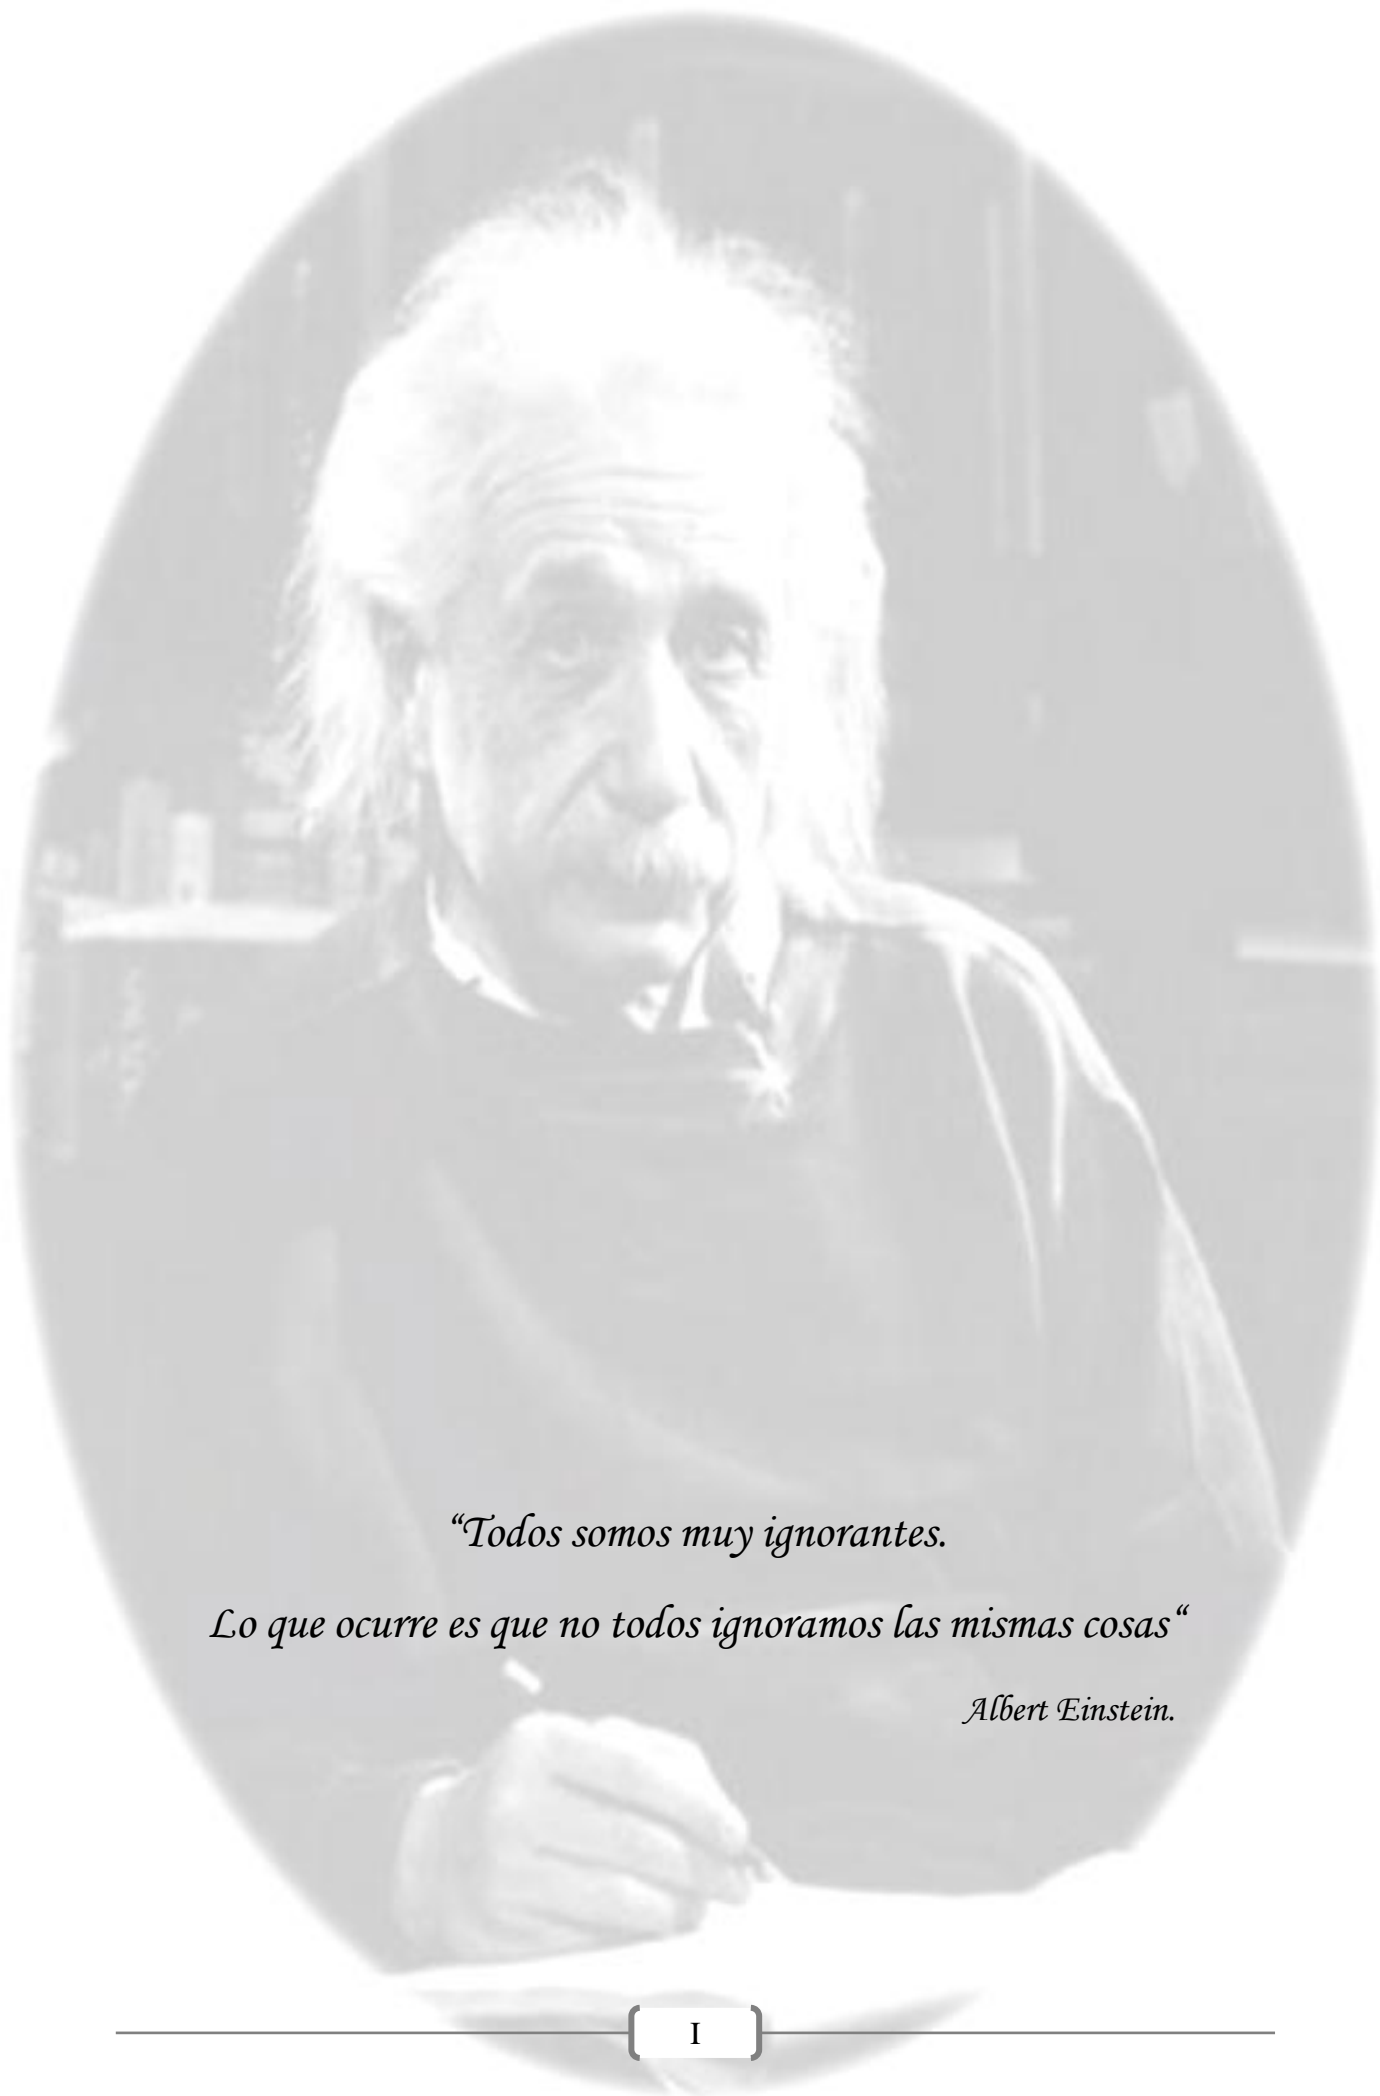 “Todos somos muy ignorantes.
Lo que ocurre es que no todos ignoramos las mismas cosas“
Albert Einstein.
I